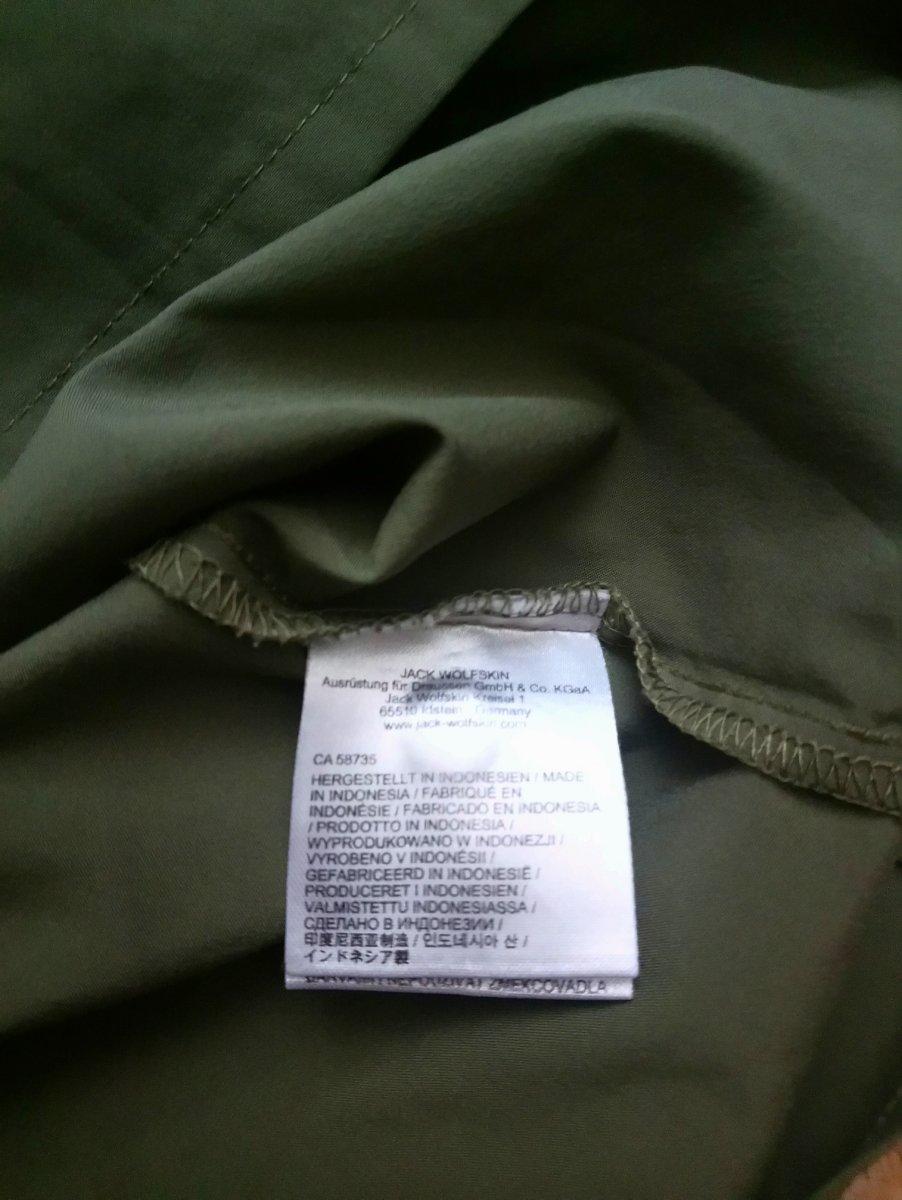 JACK WOLFSKIN
Ausrüstung für Draussen GmbH & Co. KGaA
Jack Wolfskin Kreisel 1
65510 Idstein, Germany
www.jack-wolfskin.com
CA 58735
HERGESTELLT IN INDONESIEN / MADE
IN INDONESIA / FABRIQUÉ EN
INDONÉSIE / FABRICADO EN INDONESIA
/ PRODOTTO IN INDONESIA /
WYPRODUKOWANO W INDONEZJI /
VYROBENO V INDONÉSII /
GEFABRICEERD IN INDONESIË /
PRODUCERET I INDONESIEN /
VALMISTETTU INDONESIASSA /
СДЕЛАНО В ИНДОНЕЗИИ /
印度尼西亚制造 / 인도네시아 산 /
インドネシア製
ZMEKCOVADLA